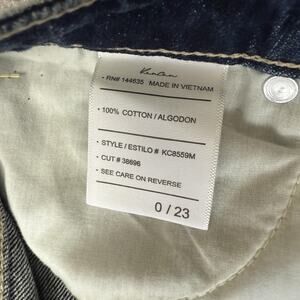 KanCan
• RN# 144635 MADE IN VIETNAM
• 100% COTTON / ALGODON
• STYLE / ESTILO # KC8559M
• CUT # 38696
• SEE CARE ON REVERSE
0 / 23